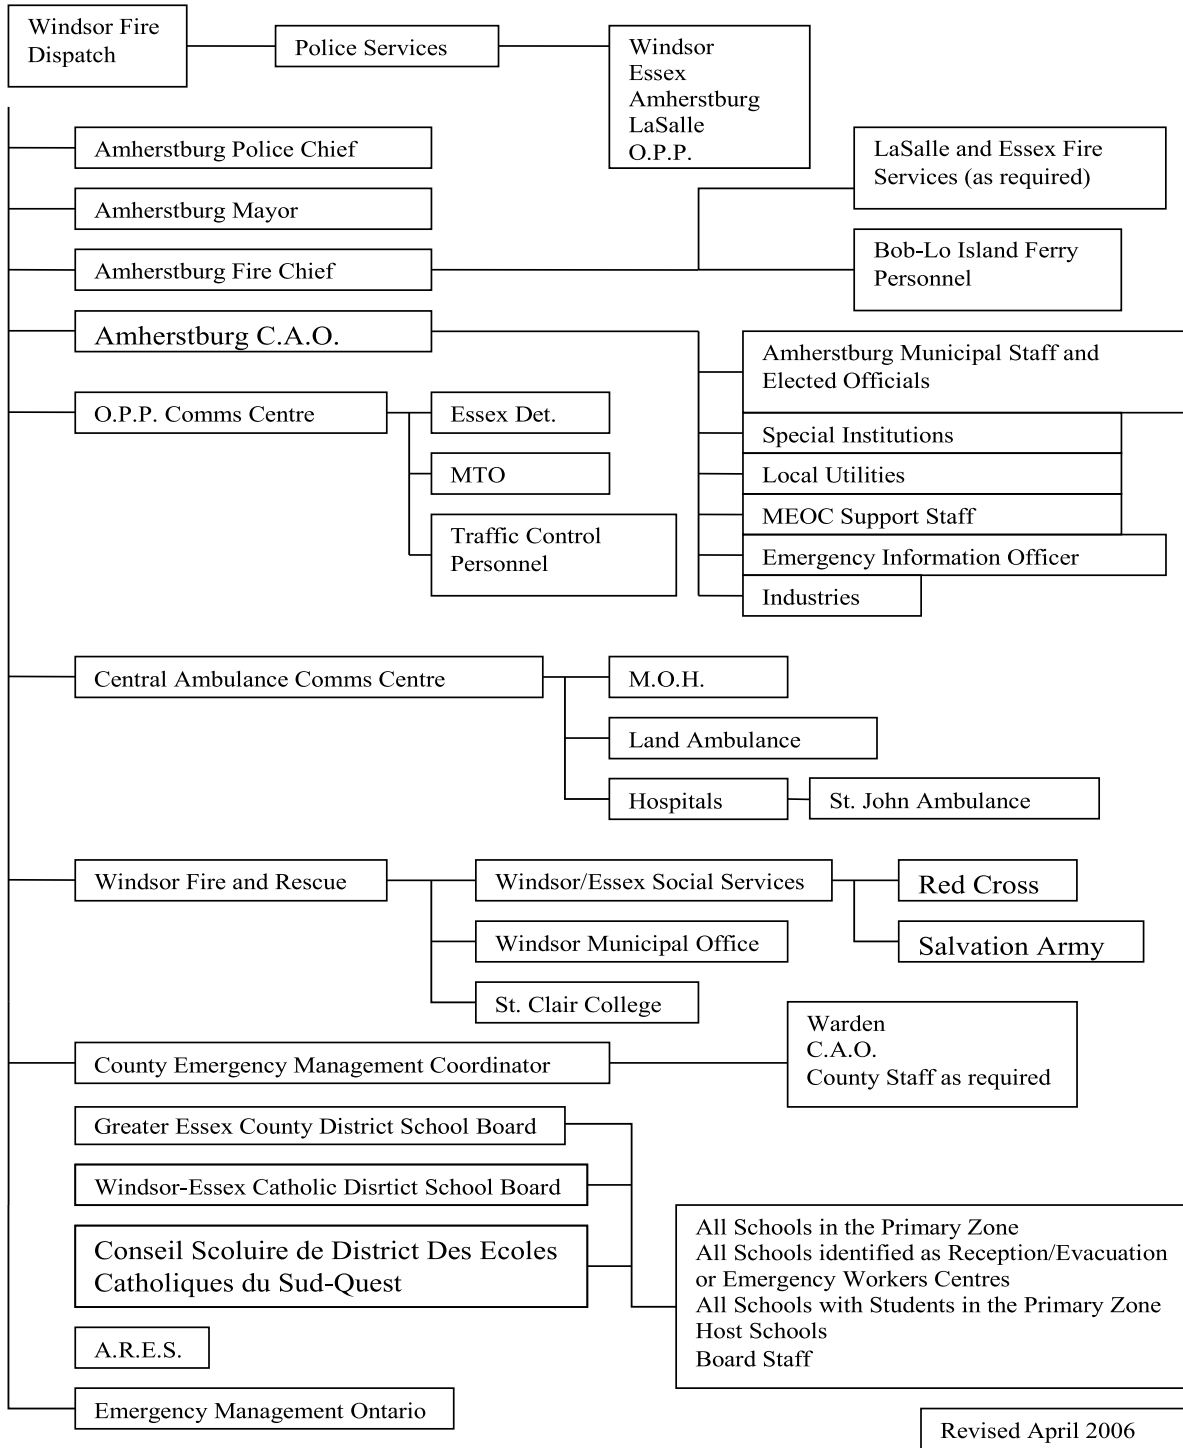 Windsor Fire
Dispatch
Police Services
Windsor
Essex
Amherstburg
LaSalle
O.P.P.
Amherstburg Police Chief
LaSalle and Essex Fire
Services (as required)
Amherstburg Mayor
Amherstburg Fire Chief
Bob-Lo Island Ferry
Personnel
Amherstburg C.A.O.
Amherstburg Municipal Staff and
Elected Officials
Special Institutions
Local Utilities
MEOC Support Staff
Emergency Information Officer
Industries
O.P.P. Comms Centre
Essex Det.
MTO
Traffic Control
Personnel
Central Ambulance Comms Centre
M.O.H.
Land Ambulance
Hospitals
St. John Ambulance
Windsor Fire and Rescue
Windsor/Essex Social Services
Red Cross
Salvation Army
Windsor Municipal Office
St. Clair College
County Emergency Management Coordinator
Warden
C.A.O.
County Staff as required
Greater Essex County District School Board
Windsor-Essex Catholic Disrtict School Board
Conseil Scoluire de District Des Ecoles
Catholiques du Sud-Quest
All Schools in the Primary Zone
All Schools identified as Reception/Evacuation
or Emergency Workers Centres
All Schools with Students in the Primary Zone
Host Schools
Board Staff
A.R.E.S.
Emergency Management Ontario
Revised April 2006